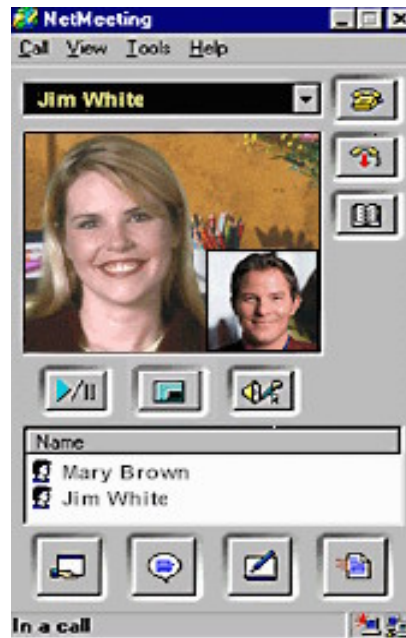 NetMeeting
Call View Tools Help
Jim White
Name
Mary Brown
Jim White
In a call